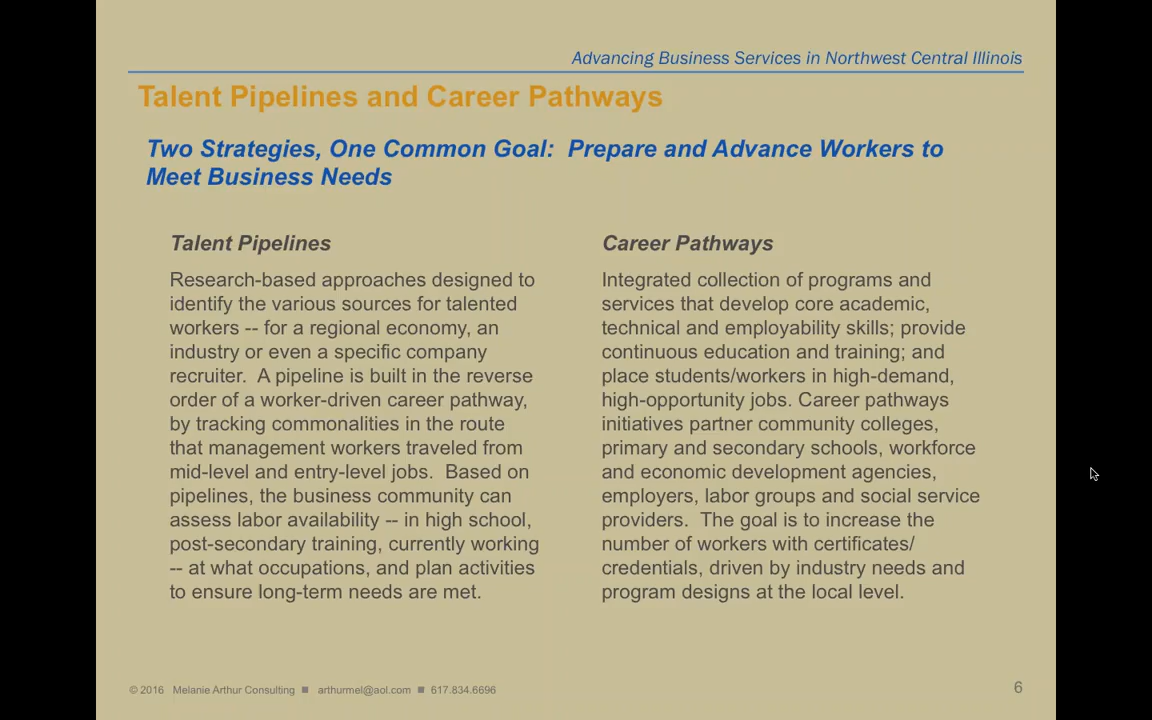 Advancing Business Services in Northwest Central Illinois
Talent Pipelines and Career Pathways
Two Strategies, One Common Goal:  Prepare and Advance Workers to
Meet Business Needs
Talent Pipelines
Research-based approaches designed to
identify the various sources for talented
workers -- for a regional economy, an
industry or even a specific company
recruiter.  A pipeline is built in the reverse
order of a worker-driven career pathway,
by tracking commonalities in the route
that management workers traveled from
mid-level and entry-level jobs.  Based on
pipelines, the business community can
assess labor availability -- in high school,
post-secondary training, currently working
-- at what occupations, and plan activities
to ensure long-term needs are met.
Career Pathways
Integrated collection of programs and
services that develop core academic,
technical and employability skills; provide
continuous education and training; and
place students/workers in high-demand,
high-opportunity jobs. Career pathways
initiatives partner community colleges,
primary and secondary schools, workforce
and economic development agencies,
employers, labor groups and social service
providers.  The goal is to increase the
number of workers with certificates/
credentials, driven by industry needs and
program designs at the local level.
© 2016   Melanie Arthur Consulting  ■  arthurmel@aol.com  ■  617.834.6696
6